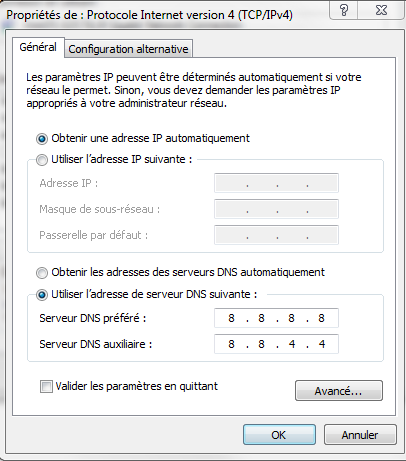 Propriétés de : Protocole Internet version 4 (TCP/IPv4)
Général
Configuration alternative
Les paramètres IP peuvent être déterminés automatiquement si votre
réseau le permet. Sinon, vous devez demander les paramètres IP
appropriés à votre administrateur réseau.
Obtenir une adresse IP automatiquement
Utiliser l'adresse IP suivante :
Adresse IP :
Masque de sous-réseau :
Passerelle par défaut :
Obtenir les adresses des serveurs DNS automatiquement
Utiliser l'adresse de serveur DNS suivante :
Serveur DNS préféré : 8 . 8 . 8 . 8
Serveur DNS auxiliaire : 8 . 8 . 4 . 4
Valider les paramètres en quittant
Avancé...
OK
Annuler